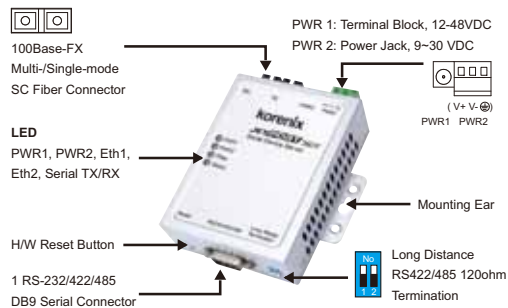 PWR 1: Terminal Block, 12-48VDC
PWR 2: Power Jack, 9~30 VDC
100Base-FX
Multi-/Single-mode
SC Fiber Connector
( V+ V- )
PWR1 PWR2
korenix
LED
PWR1, PWR2, Eth1,
Eth2, Serial TX/RX
Mounting Ear
H/W Reset Button
1 RS-232/422/485
DB9 Serial Connector
No
1 2
Long Distance
RS422/485 120ohm
Termination